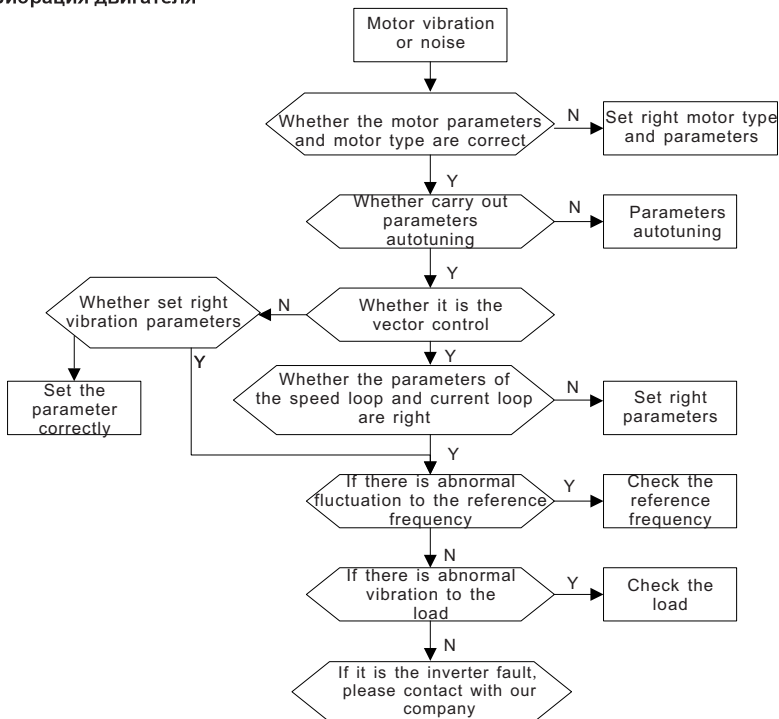 Вибрация двигателя
Motor vibration
or noise
Whether the motor parameters
and motor type are correct
N
Set right motor type
and parameters
Y
Whether carry out
parameters
autotuning
N
Parameters
autotuning
Y
Whether set right
vibration parameters
N
Whether it is the
vector control
Y
Y
Set the
parameter
correctly
Whether the parameters of
the speed loop and current loop
are right
N
Set right
parameters
Y
If there is abnormal
fluctuation to the reference
frequency
Y
Check the
reference
frequency
N
If there is abnormal
vibration to the
load
Y
Check the
load
N
If it is the inverter fault,
please contact with our
company